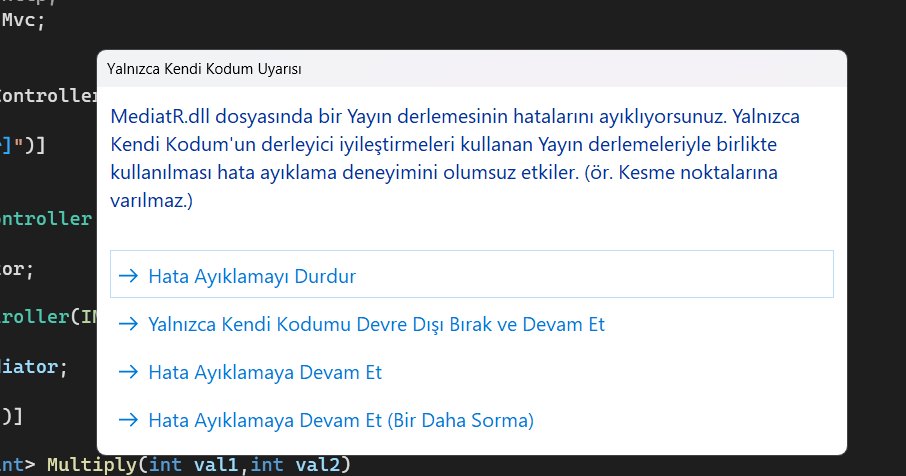 Mvc;
Yalnızca Kendi Kodum Uyarısı
Controller
MediatR.dll dosyasında bir Yayın derlemesinin hatalarını ayıklıyorsunuz. Yalnızca
]")]
Kendi Kodum'un derleyici iyileştirmeleri kullanan Yayın derlemeleriyle birlikte
kullanılması hata ayıklama deneyimini olumsuz etkiler. (ör. Kesme noktalarına
varılmaz.)
ontroller
tor;
→ Hata Ayıklamayı Durdur
roller(IM
→ Yalnızca Kendi Kodumu Devre Dışı Bırak ve Devam Et
diator;
→ Hata Ayıklamaya Devam Et
)]
→ Hata Ayıklamaya Devam Et (Bir Daha Sorma)
nt> Multiply(int val1,int val2)